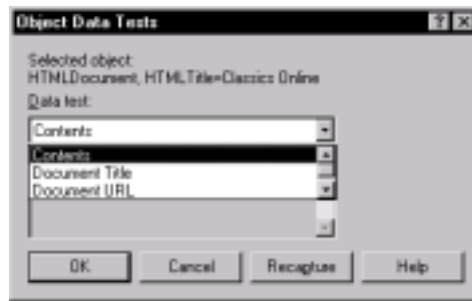 Object Data Tests
Selected object:
HTMLDocument, HTMLTitle=Classics Online
Data test:
Contents
Contents
Document Title
Document URL
OK Cancel Recapture Help